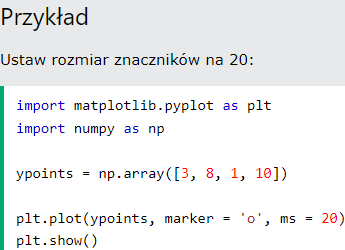 Przykład
Ustaw rozmiar znaczników na 20:
import matplotlib.pyplot as plt
import numpy as np
ypoints = np.array([3, 8, 1, 10])
plt.plot(ypoints, marker = 'o', ms = 20)
plt.show()